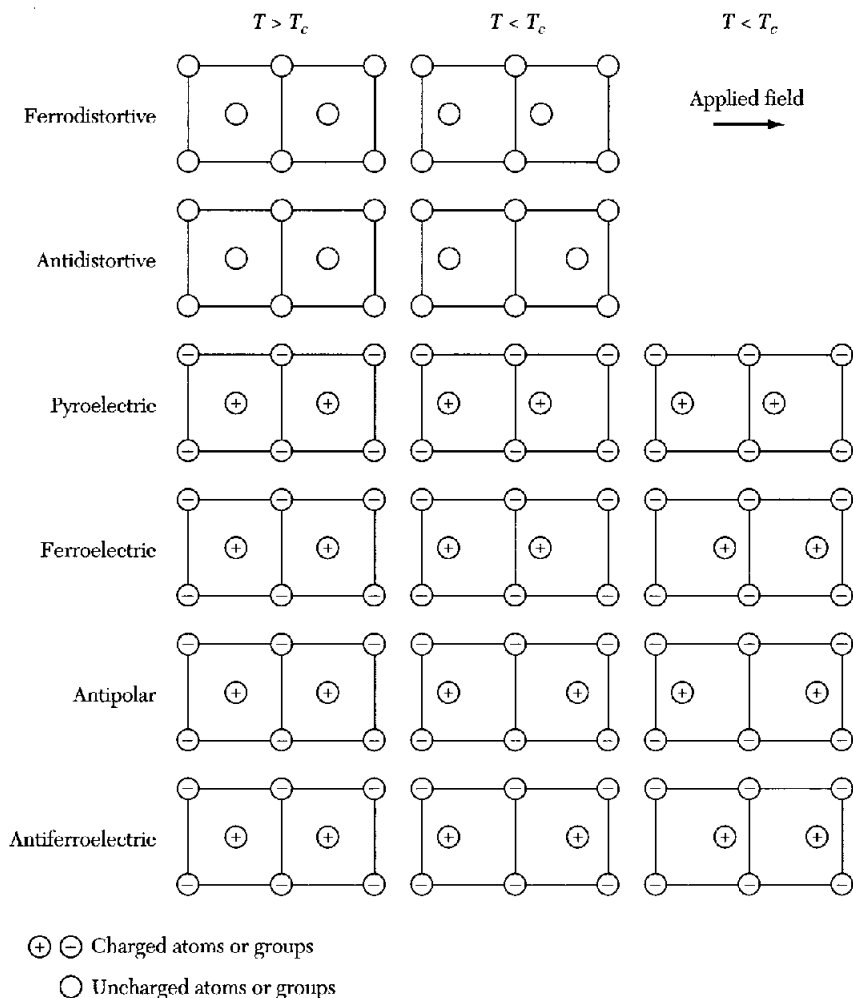 T > Tc T < Tc T < Tc
Ferrodistortive
Applied field
Antidistortive
Pyroelectric
Ferroelectric
Antipolar
Antiferroelectric
Charged atoms or groups
Uncharged atoms or groups